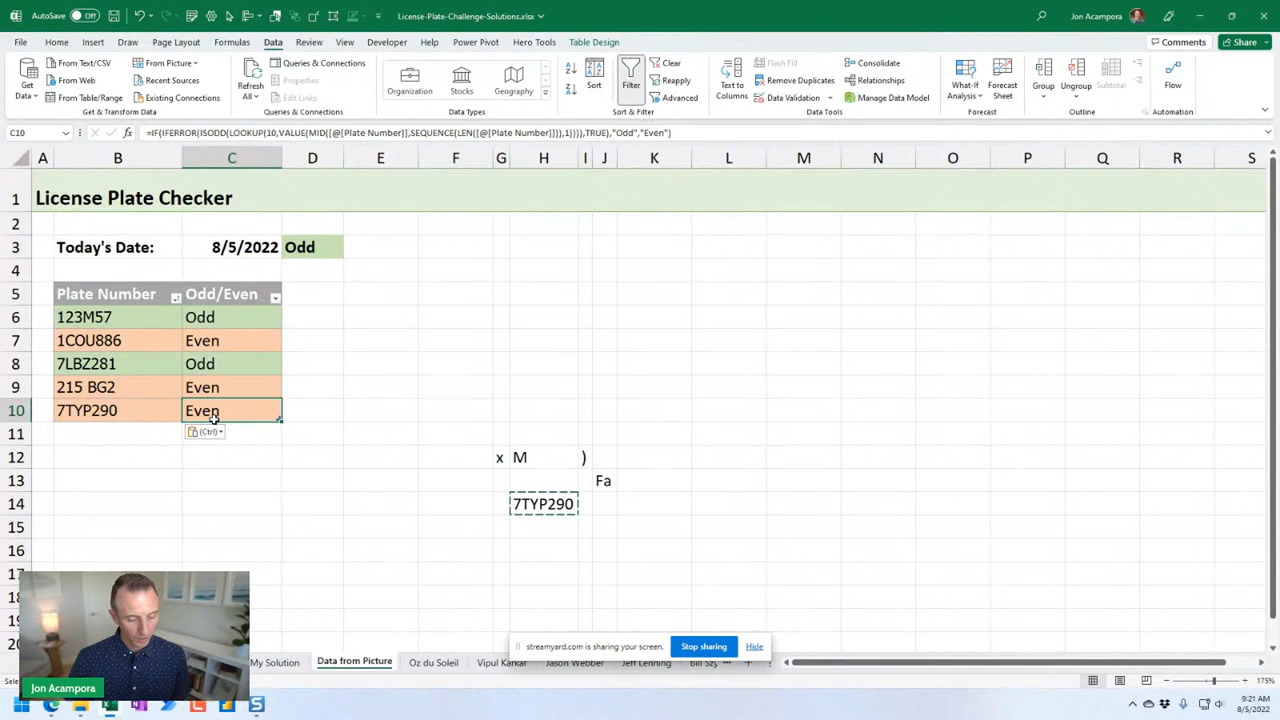 AutoSave Off License-Plate-Challenge-Solutions.xlsx Jon Acampora
File Home Insert Draw Page Layout Formulas Data Review View Developer Help Power Pivot Hero Tools Table Design Comments Share
Get Data
From Text/CSV
From Web
From Table/Range
From Picture
Recent Sources
Existing Connections
Refresh All
Queries & Connections
Properties
Edit Links
Organization Stocks Geography
Sort Filter
Clear
Reapply
Advanced
Text to Columns
Flash Fill
Remove Duplicates
Data Validation
Consolidate
Relationships
Manage Data Model
What-If Analysis
Forecast Sheet
Group Ungroup Subtotal
Flow
Queries & Connections Data Types Sort & Filter Data Tools Forecast Outline Automation
C10 fx =IF(IFERROR(ISODD(LOOKUP(10,VALUE(MID([@[Plate Number]],SEQUENCE(LEN([@[Plate Number]])),1)))),TRUE),"Odd","Even")
A B C D E F G H I J K L M N O P Q R S
1 License Plate Checker
2
3 Today's Date: 8/5/2022 Odd
4
5 Plate Number Odd/Even
6 123M57 Odd
7 1COU886 Even
8 7LBZ281 Odd
9 215 BG2 Even
10 7TYP290 Even
11 (Ctrl)
12 x M )
13 Fa
14 7TYP290
15
16
17
18
19
20
streamyard.com is sharing your screen. Stop sharing Hide
My Solution Data from Picture Oz du Soleil Vipul Karkar Jason Webber Jeff Lenning
175%
Jon Acampora
9:21 AM
8/5/2022